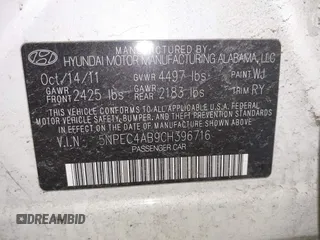 MANUFACTURED BY
HYUNDAI MOTOR MANUFACTURING ALABAMA, LLC
Oct/14/11 GVWR 4497 lbs. PAINT WJ
GAWR FRONT 2425 lbs GAWR REAR 2183 lbs. TRIM RY
THIS VEHICLE CONFORMS TO ALL APPLICABLE
U.S. FEDERAL MOTOR VEHICLE SAFETY, BUMPER, AND THEFT
PREVENTION STANDARDS IN EFFECT ON THE DATE OF
MANUFACTURE SHOWN ABOVE.
V.I.N. 5NPEC4AB9CH396716
PASSENGER CAR
DREAMBID